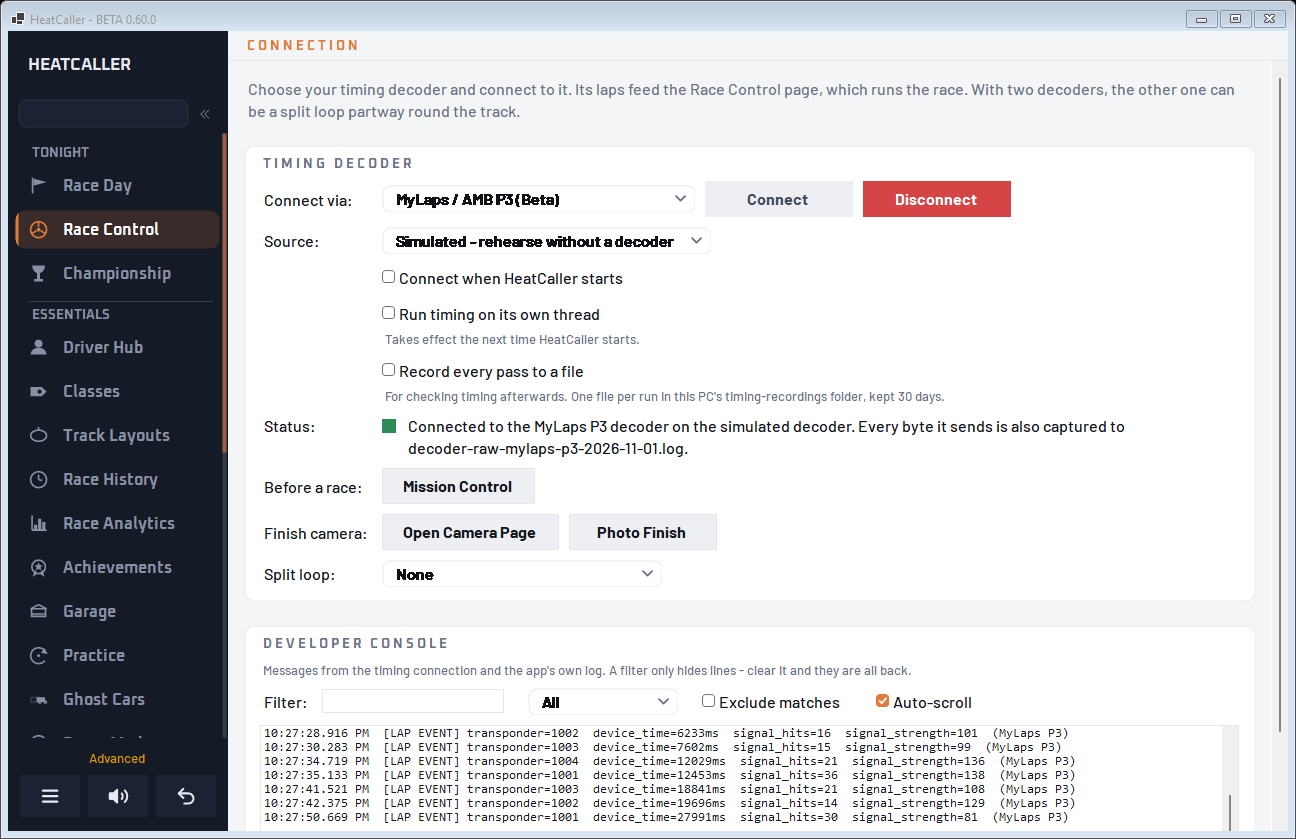 HeatCaller - BETA 0.60.0
HEATCALLER
«
TONIGHT
Race Day
Race Control
Championship
ESSENTIALS
Driver Hub
Classes
Track Layouts
Race History
Race Analytics
Achievements
Garage
Practice
Ghost Cars
Advanced
CONNECTION
Choose your timing decoder and connect to it. Its laps feed the Race Control page, which runs the race. With two decoders, the other one can
be a split loop partway round the track.
TIMING DECODER
Connect via: MyLaps / AMB P3 (Beta) Connect Disconnect
Source: Simulated - rehearse without a decoder
Connect when HeatCaller starts
Run timing on its own thread
Takes effect the next time HeatCaller starts.
Record every pass to a file
For checking timing afterwards. One file per run in this PC's timing-recordings folder, kept 30 days.
Status: Connected to the MyLaps P3 decoder on the simulated decoder. Every byte it sends is also captured to
decoder-raw-mylaps-p3-2026-11-01.log.
Before a race: Mission Control
Finish camera: Open Camera Page Photo Finish
Split loop: None
DEVELOPER CONSOLE
Messages from the timing connection and the app's own log. A filter only hides lines - clear it and they are all back.
Filter: All Exclude matches Auto-scroll
10:27:28.916 PM [LAP EVENT] transponder=1002 device_time=6233ms signal_hits=16 signal_strength=101 (MyLaps P3)
10:27:30.283 PM [LAP EVENT] transponder=1003 device_time=7602ms signal_hits=15 signal_strength=99 (MyLaps P3)
10:27:34.719 PM [LAP EVENT] transponder=1004 device_time=12029ms signal_hits=21 signal_strength=136 (MyLaps P3)
10:27:35.133 PM [LAP EVENT] transponder=1001 device_time=12453ms signal_hits=36 signal_strength=138 (MyLaps P3)
10:27:41.521 PM [LAP EVENT] transponder=1003 device_time=18841ms signal_hits=21 signal_strength=108 (MyLaps P3)
10:27:42.375 PM [LAP EVENT] transponder=1002 device_time=19696ms signal_hits=14 signal_strength=129 (MyLaps P3)
10:27:50.669 PM [LAP EVENT] transponder=1001 device_time=27991ms signal_hits=30 signal_strength=81 (MyLaps P3)